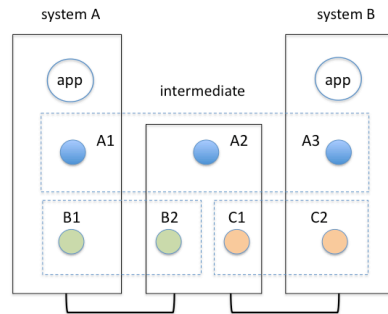 system A
system B
app
app
intermediate
A1
A2
A3
B1
B2
C1
C2